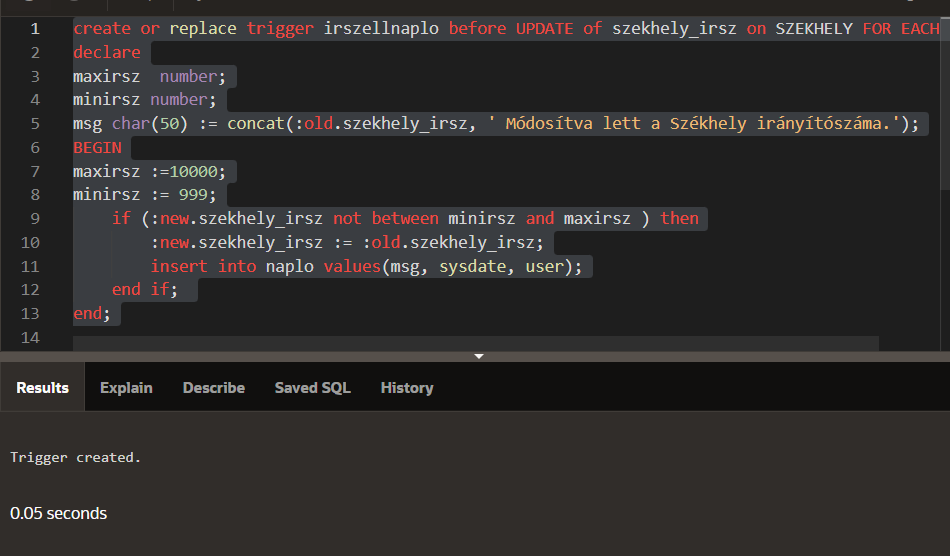 1 create or replace trigger irszellnaplo before UPDATE of szekhely_irsz on SZEKHELY FOR EACH
2 declare
3 maxirsz  number;
4 minirsz number;
5 msg char(50) := concat(:old.szekhely_irsz, ' Módosítva lett a Székhely irányítószáma.');
6 BEGIN
7 maxirsz :=10000;
8 minirsz := 999;
9     if (:new.szekhely_irsz not between minirsz and maxirsz ) then
10         :new.szekhely_irsz := :old.szekhely_irsz;
11         insert into naplo values(msg, sysdate, user);
12     end if;
13 end;
14
Results Explain Describe Saved SQL History
Trigger created.
0.05 seconds